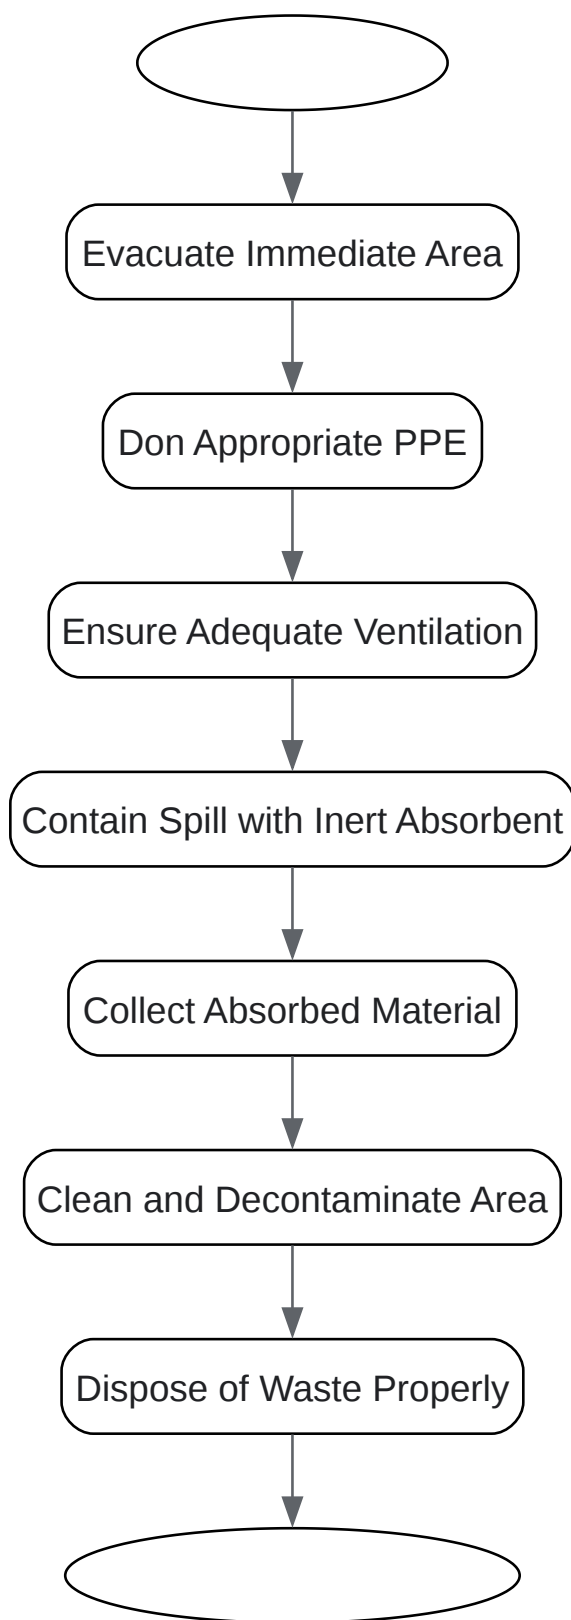 Evacuate Immediate Area
Don Appropriate PPE
Ensure Adequate Ventilation
Contain Spill with Inert Absorbent
Collect Absorbed Material
Clean and Decontaminate Area
Dispose of Waste Properly